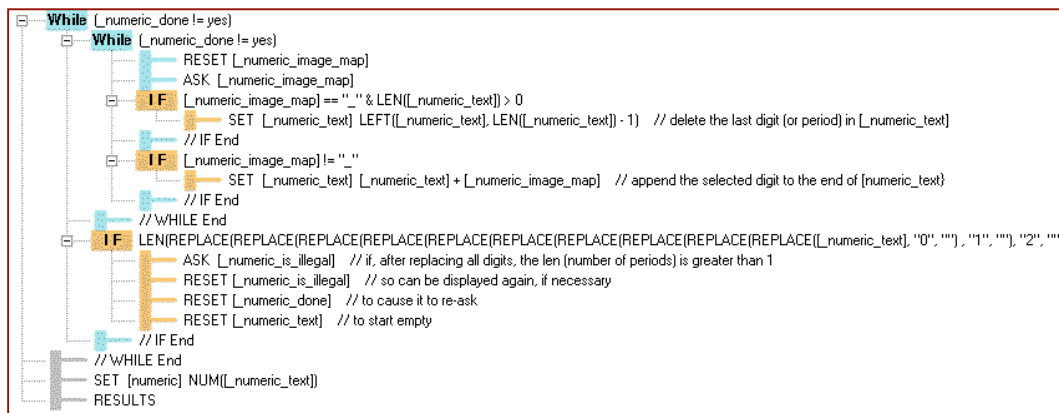 While (_numeric_done != yes)
While (_numeric_done != yes)
RESET [_numeric_image_map]
ASK [_numeric_image_map]
IF [_numeric_image_map] == "_" & LEN([_numeric_text]) > 0
SET [_numeric_text] LEFT([_numeric_text], LEN([_numeric_text]) - 1) // delete the last digit (or period) in [_numeric_text]
// IF End
IF [_numeric_image_map] != "_"
SET [_numeric_text] [_numeric_text] + [_numeric_image_map] // append the selected digit to the end of [numeric_text}
// IF End
// WHILE End
IF LEN(REPLACE(REPLACE(REPLACE(REPLACE(REPLACE(REPLACE(REPLACE(REPLACE(REPLACE(REPLACE([_numeric_text], "0", "") , "1", ""), "2", ""
ASK [_numeric_is_illegal] // if, after replacing all digits, the len (number of periods) is greater than 1
RESET [_numeric_is_illegal] // so can be displayed again, if necessary
RESET [_numeric_done] // to cause it to re-ask
RESET [_numeric_text] // to start empty
// IF End
// WHILE End
SET [numeric] NUM([_numeric_text])
RESULTS